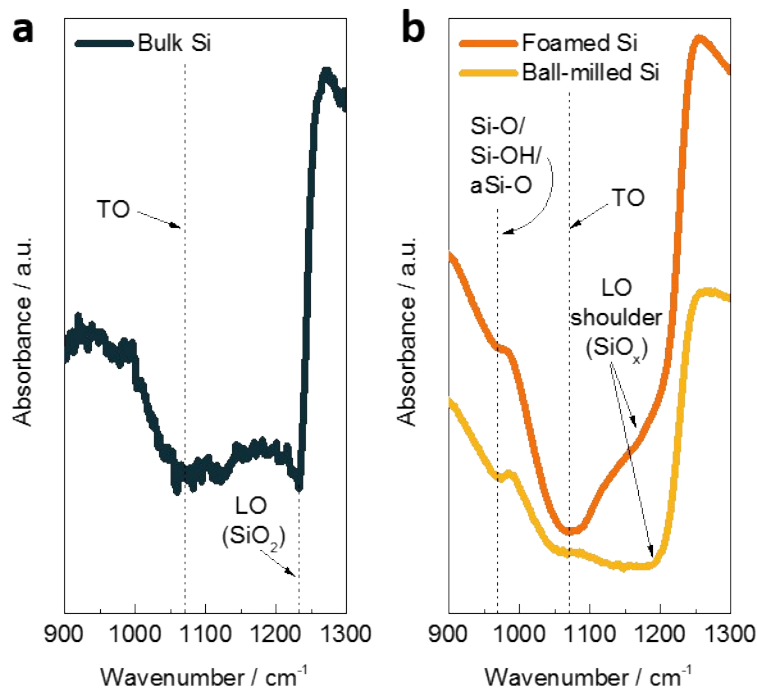 a
Bulk Si
TO
LO
(SiO₂)
Absorbance / a.u.
900 1000 1100 1200 1300
Wavenumber / cm⁻¹
b
Foamed Si
Ball-milled Si
Si-O/
Si-OH/
aSi-O
TO
LO
shoulder
(SiOₓ)
Absorbance / a.u.
900 1000 1100 1200 1300
Wavenumber / cm⁻¹